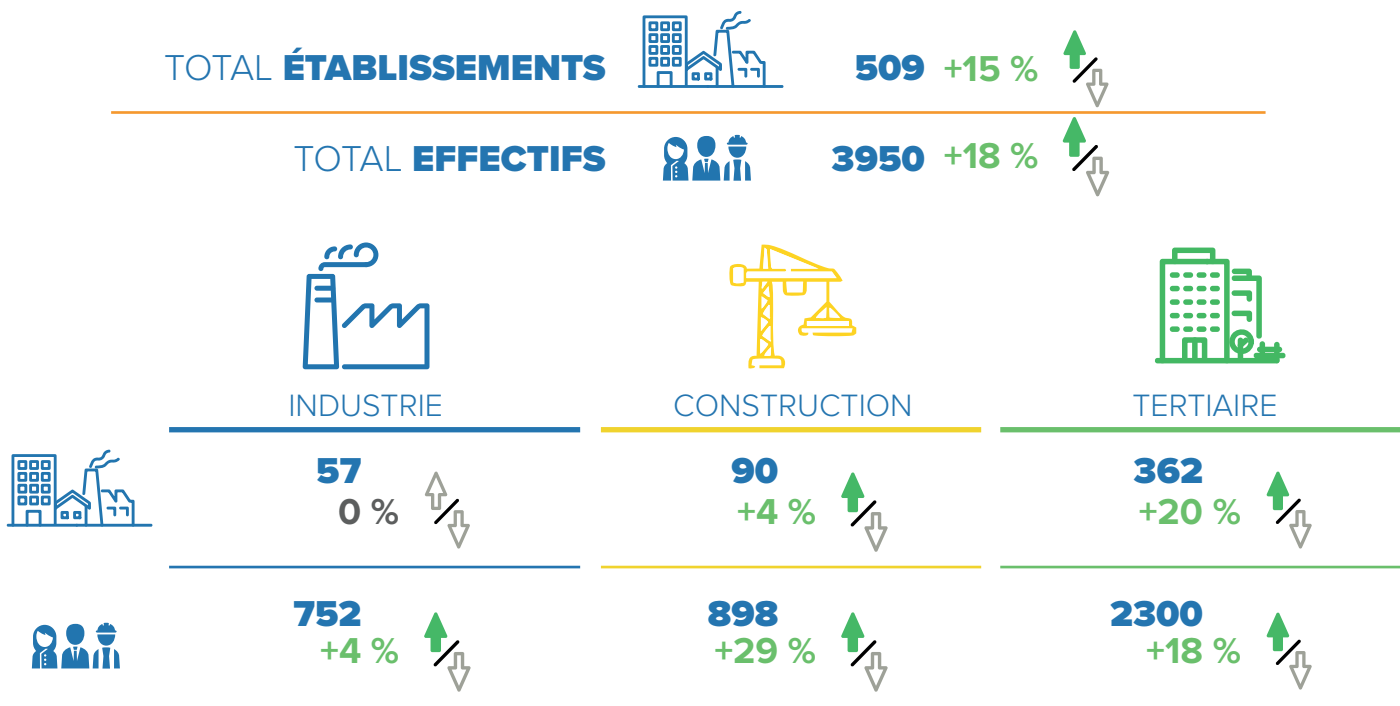 TOTAL ÉTABLISSEMENTS 509 +15 %
TOTAL EFFECTIFS 3950 +18 %
INDUSTRIE CONSTRUCTION TERTIAIRE
57 90 362
0 % +4 % +20 %
752 898 2300
+4 % +29 % +18 %